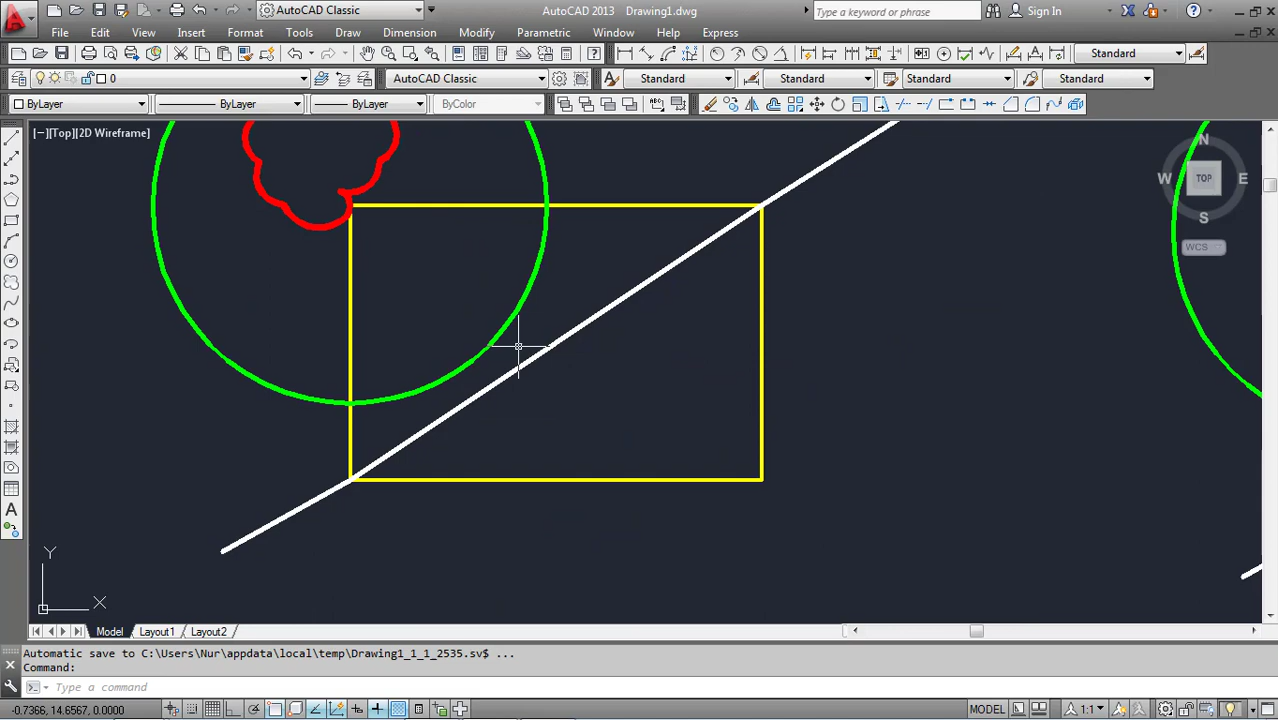 AutoCAD Classic AutoCAD 2013 Drawing1.dwg Type a keyword or phrase Sign In
File Edit View Insert Format Tools Draw Dimension Modify Parametric Window Help Express
Standard
0 AutoCAD Classic Standard Standard Standard Standard
ByLayer ByLayer ByLayer ByColor
[−][Top][2D Wireframe]
N
W TOP E
S
WCS
A
Y
X
Model Layout1 Layout2
Automatic save to C:\Users\Nur\appdata\local\temp\Drawing1_1_1_2535.sv$ ...
Command:
Type a command
-0.7366, 14.6567, 0.0000 MODEL 1:1